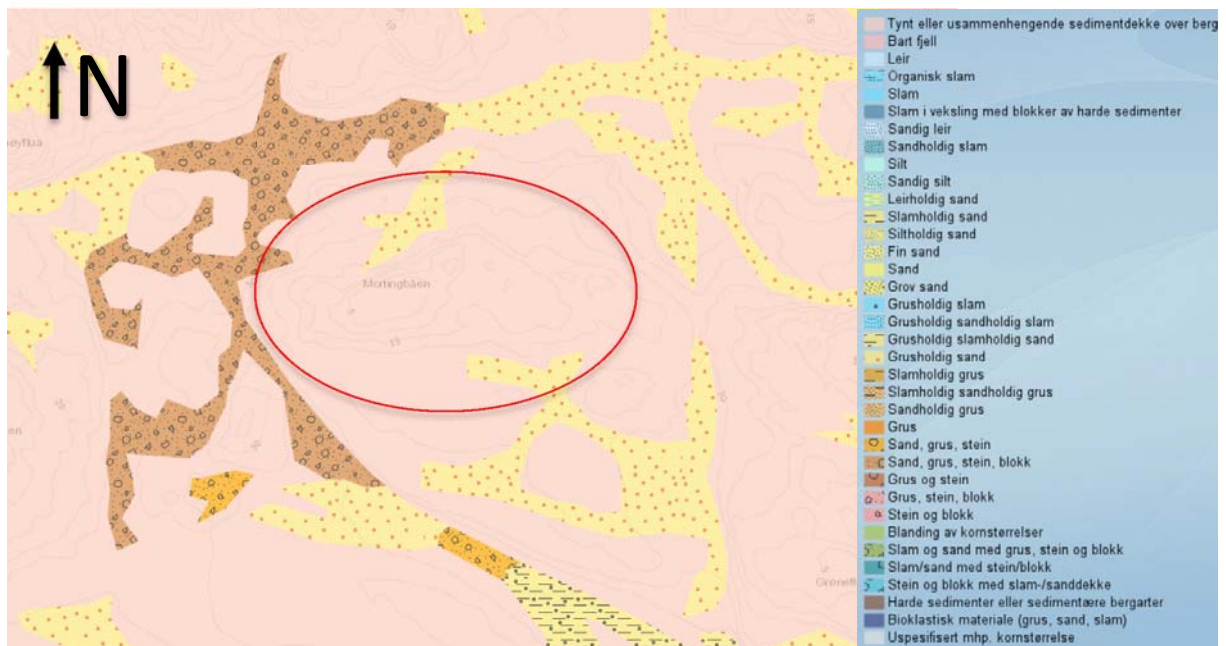 N
Mortingbåen
9
13
Tynt eller usammenhengende sedimentdekke over berg
Bart fjell
Leir
Organisk slam
Slam
Slam i veksling med blokker av harde sedimenter
Sandig leir
Sandholdig slam
Silt
Sandig silt
Leirholdig sand
Slamholdig sand
Siltholdig sand
Fin sand
Sand
Grov sand
Grusholdig slam
Grusholdig sandholdig slam
Grusholdig slamholdig sand
Grusholdig sand
Slamholdig grus
Slamholdig sandholdig grus
Sandholdig grus
Grus
Sand, grus, stein
Sand, grus, stein, blokk
Grus og stein
Grus, stein, blokk
Stein og blokk
Blanding av kornstørrelser
Slam og sand med grus, stein og blokk
Slam/sand med stein/blokk
Stein og blokk med slam-/sanddekke
Harde sedimenter eller sedimentære bergarter
Bioklastisk materiale (grus, sand, slam)
Uspesifisert mhp. kornstørrelse